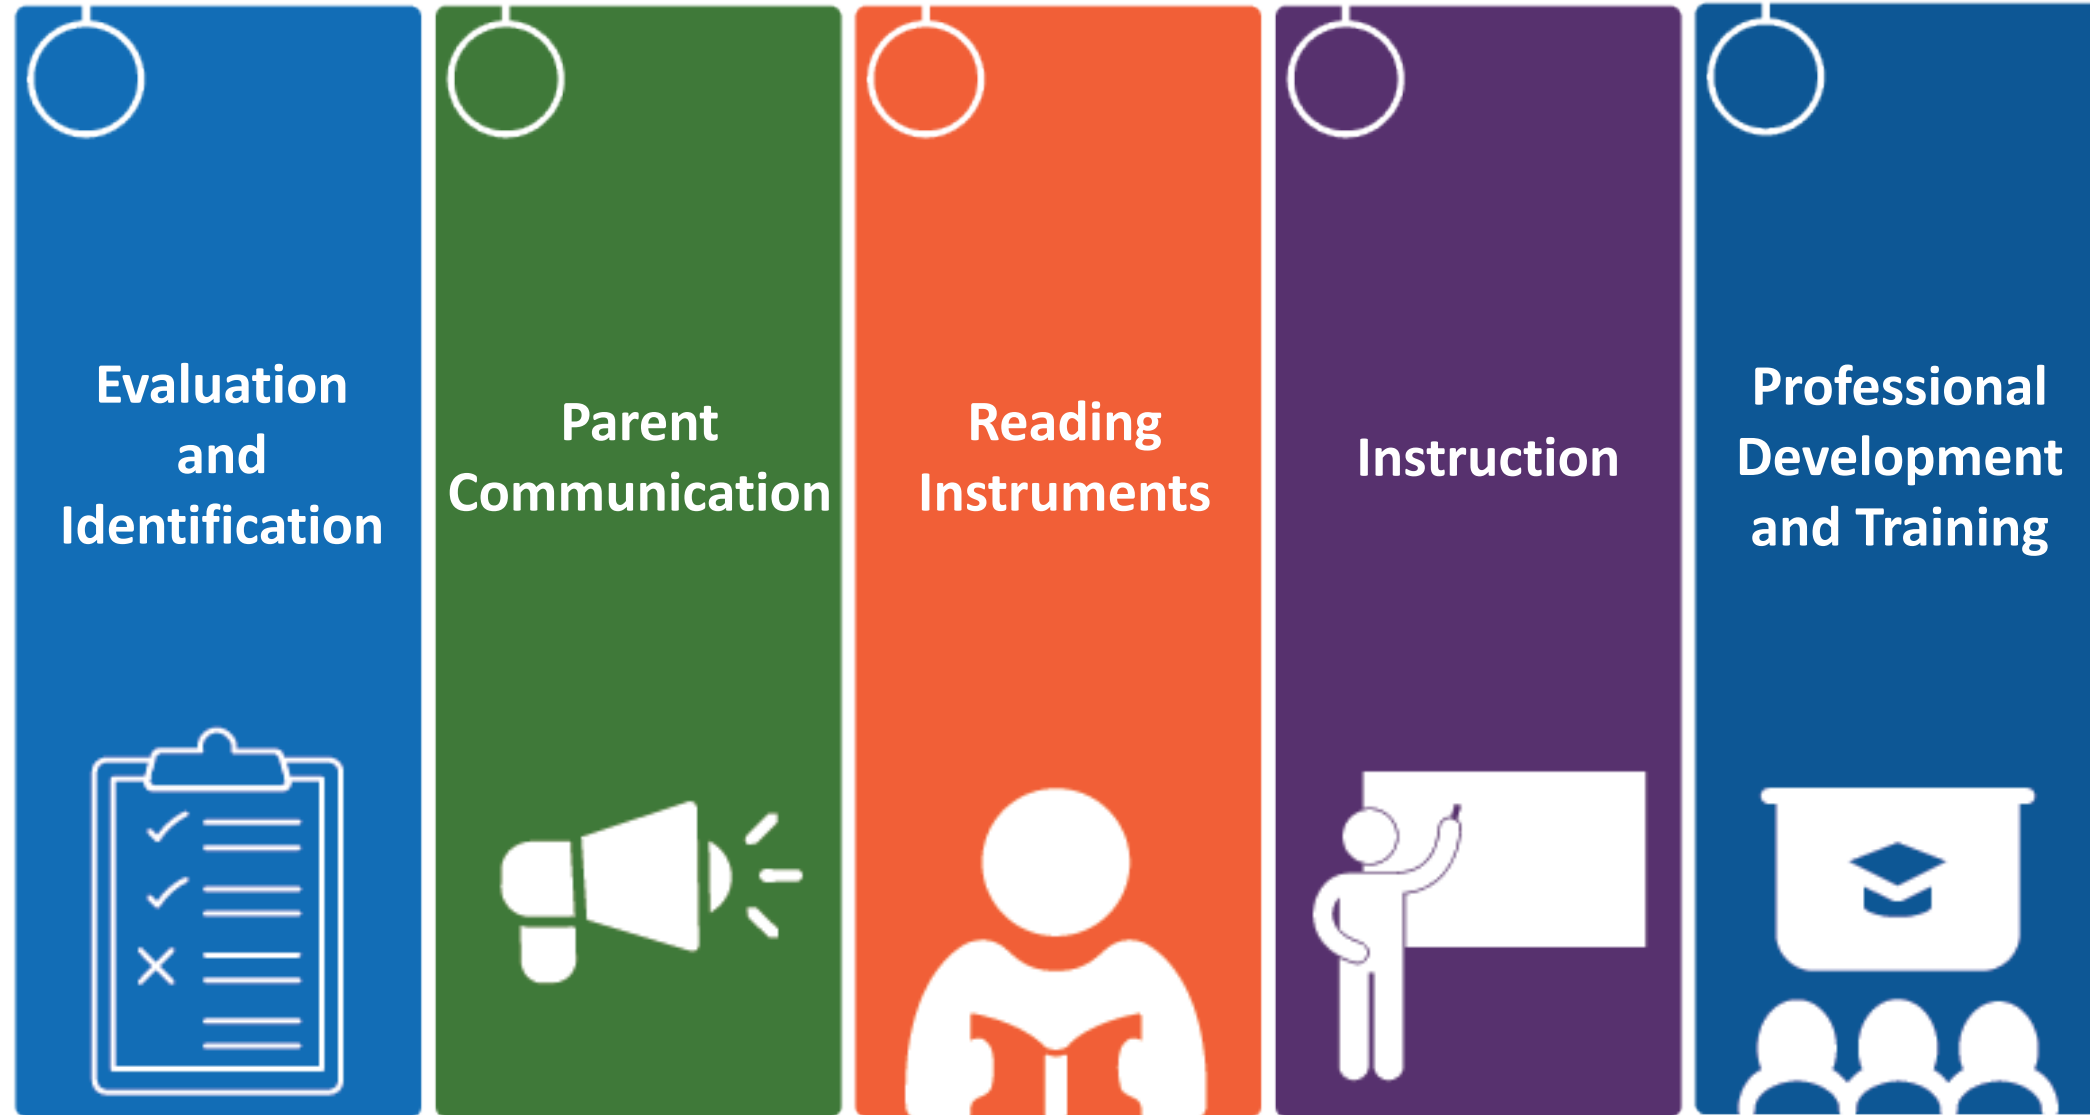 Evaluation
and
Identification
Parent
Communication
Reading
Instruments
Instruction
Professional
Development
and Training